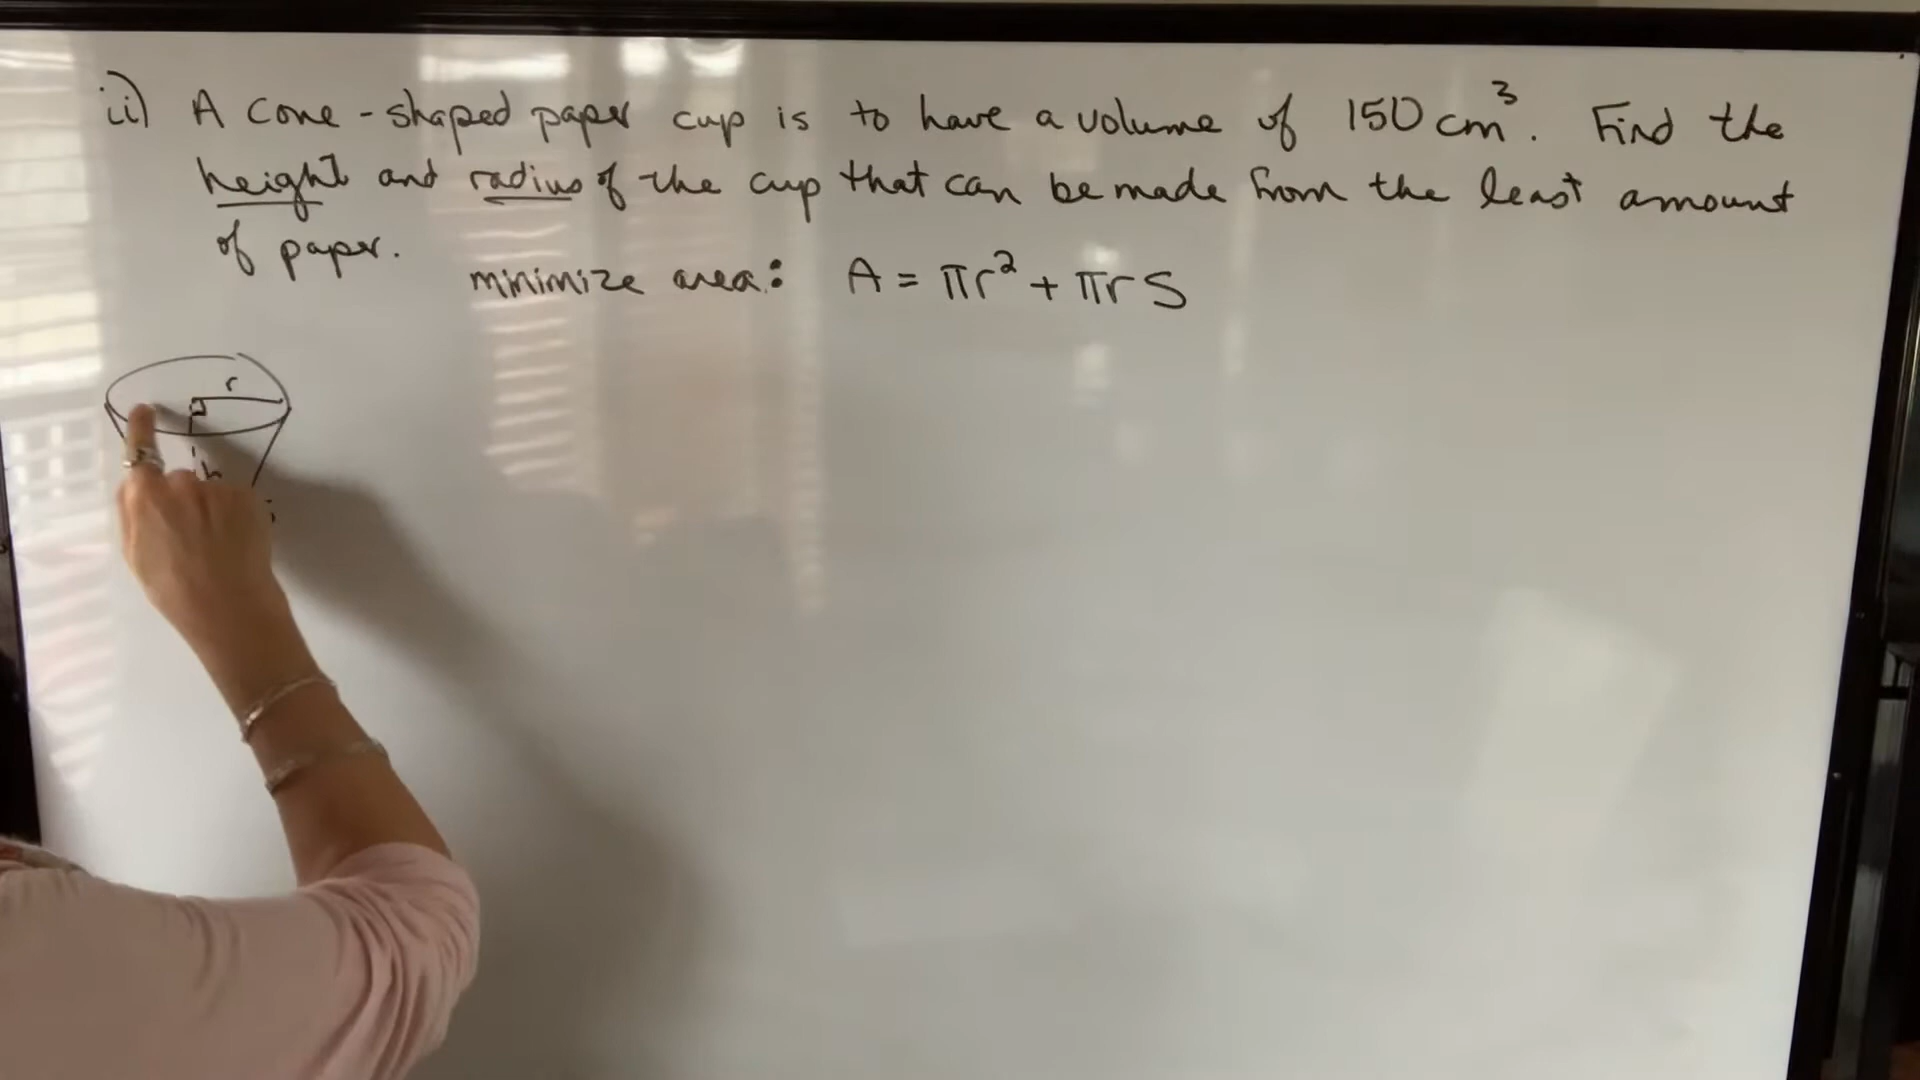 ii) A cone-shaped paper cup is to have a volume of 150 cm³. Find the
height and radius of the cup that can be made from the least amount
of paper.
minimize area: A = πr² + πrs
r
h